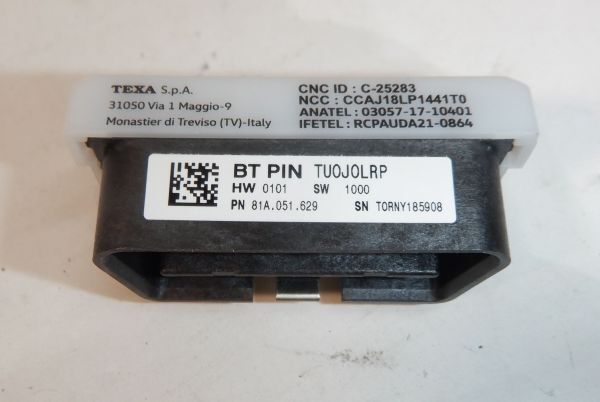 TEXA S.p.A.
31050 Via 1 Maggio-9
Monastier di Treviso (TV)-Italy
CNC ID : C-25283
NCC : CCAJ18LP1441T0
ANATEL : 03057-17-10401
IFETEL : RCPAUDA21-0864
BT PIN TUOJOLRP
HW 0101 SW 1000
PN 81A.051.629 SN TORNY185908